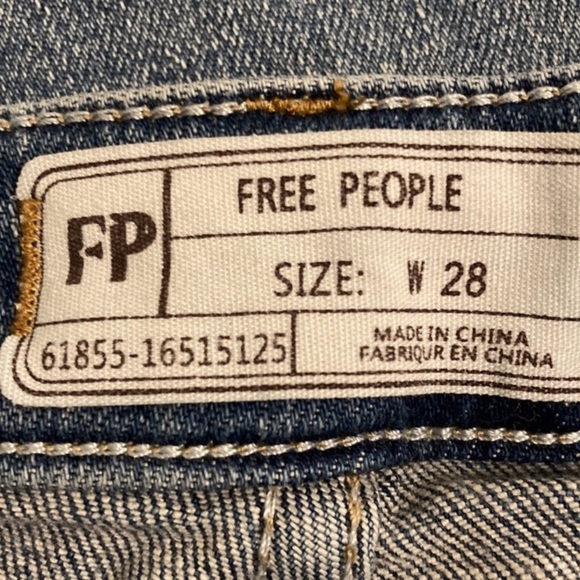 FP
FREE PEOPLE
SIZE: W 28
61855-16515125
MADE IN CHINA
FABRIQUR EN CHINA